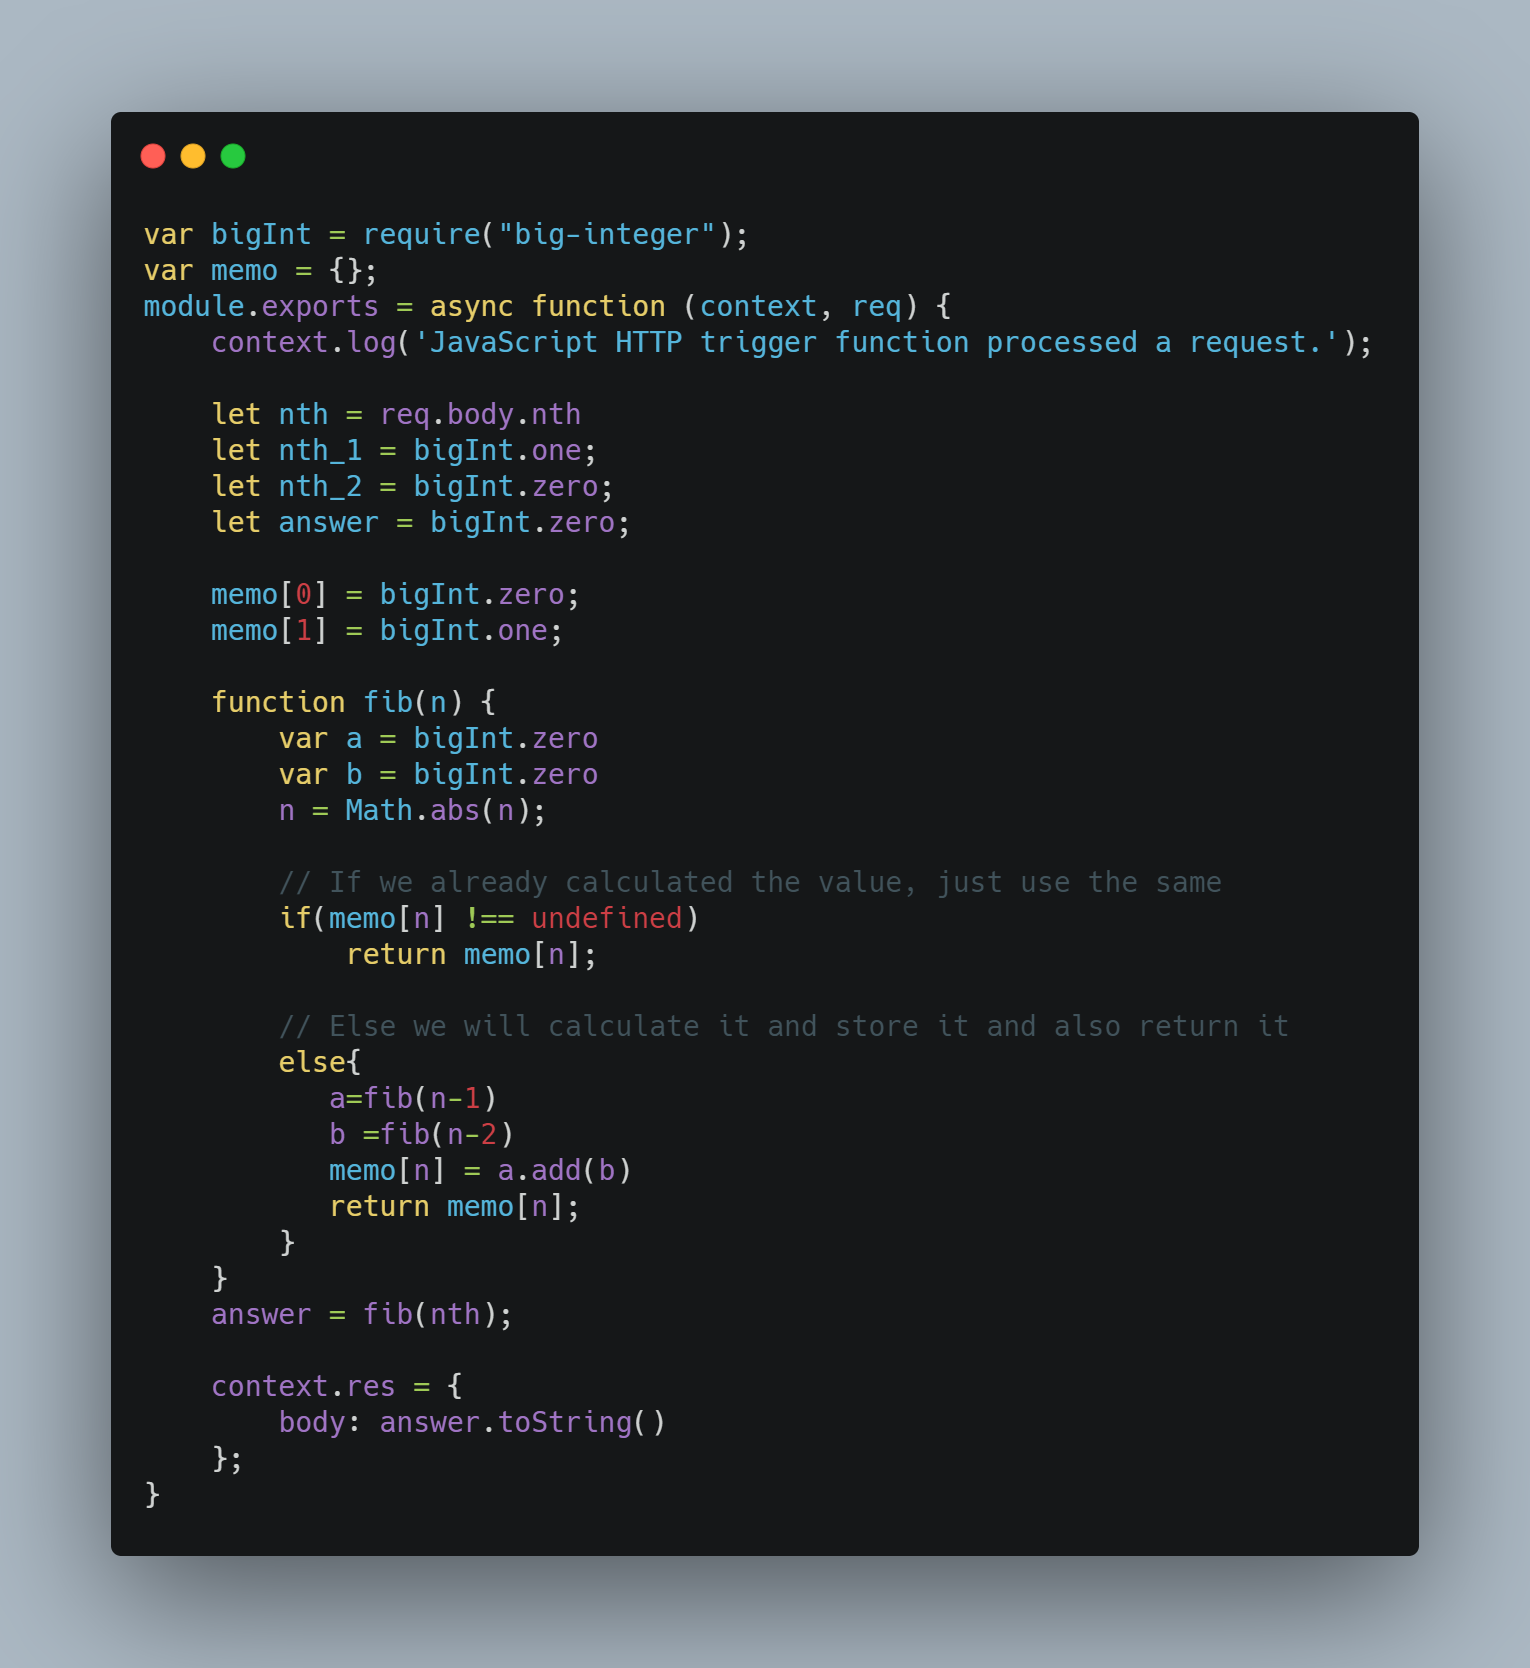 var bigInt = require("big-integer");
var memo = {};
module.exports = async function (context, req) {
    context.log('JavaScript HTTP trigger function processed a request.');

    let nth = req.body.nth
    let nth_1 = bigInt.one;
    let nth_2 = bigInt.zero;
    let answer = bigInt.zero;

    memo[0] = bigInt.zero;
    memo[1] = bigInt.one;

    function fib(n) {
        var a = bigInt.zero
        var b = bigInt.zero
        n = Math.abs(n);

        // If we already calculated the value, just use the same
        if(memo[n] !== undefined)
            return memo[n];

        // Else we will calculate it and store it and also return it
        else{
           a=fib(n-1)
           b =fib(n-2)
           memo[n] = a.add(b)
           return memo[n];
        }
    }
    answer = fib(nth);

    context.res = {
        body: answer.toString()
    };
}